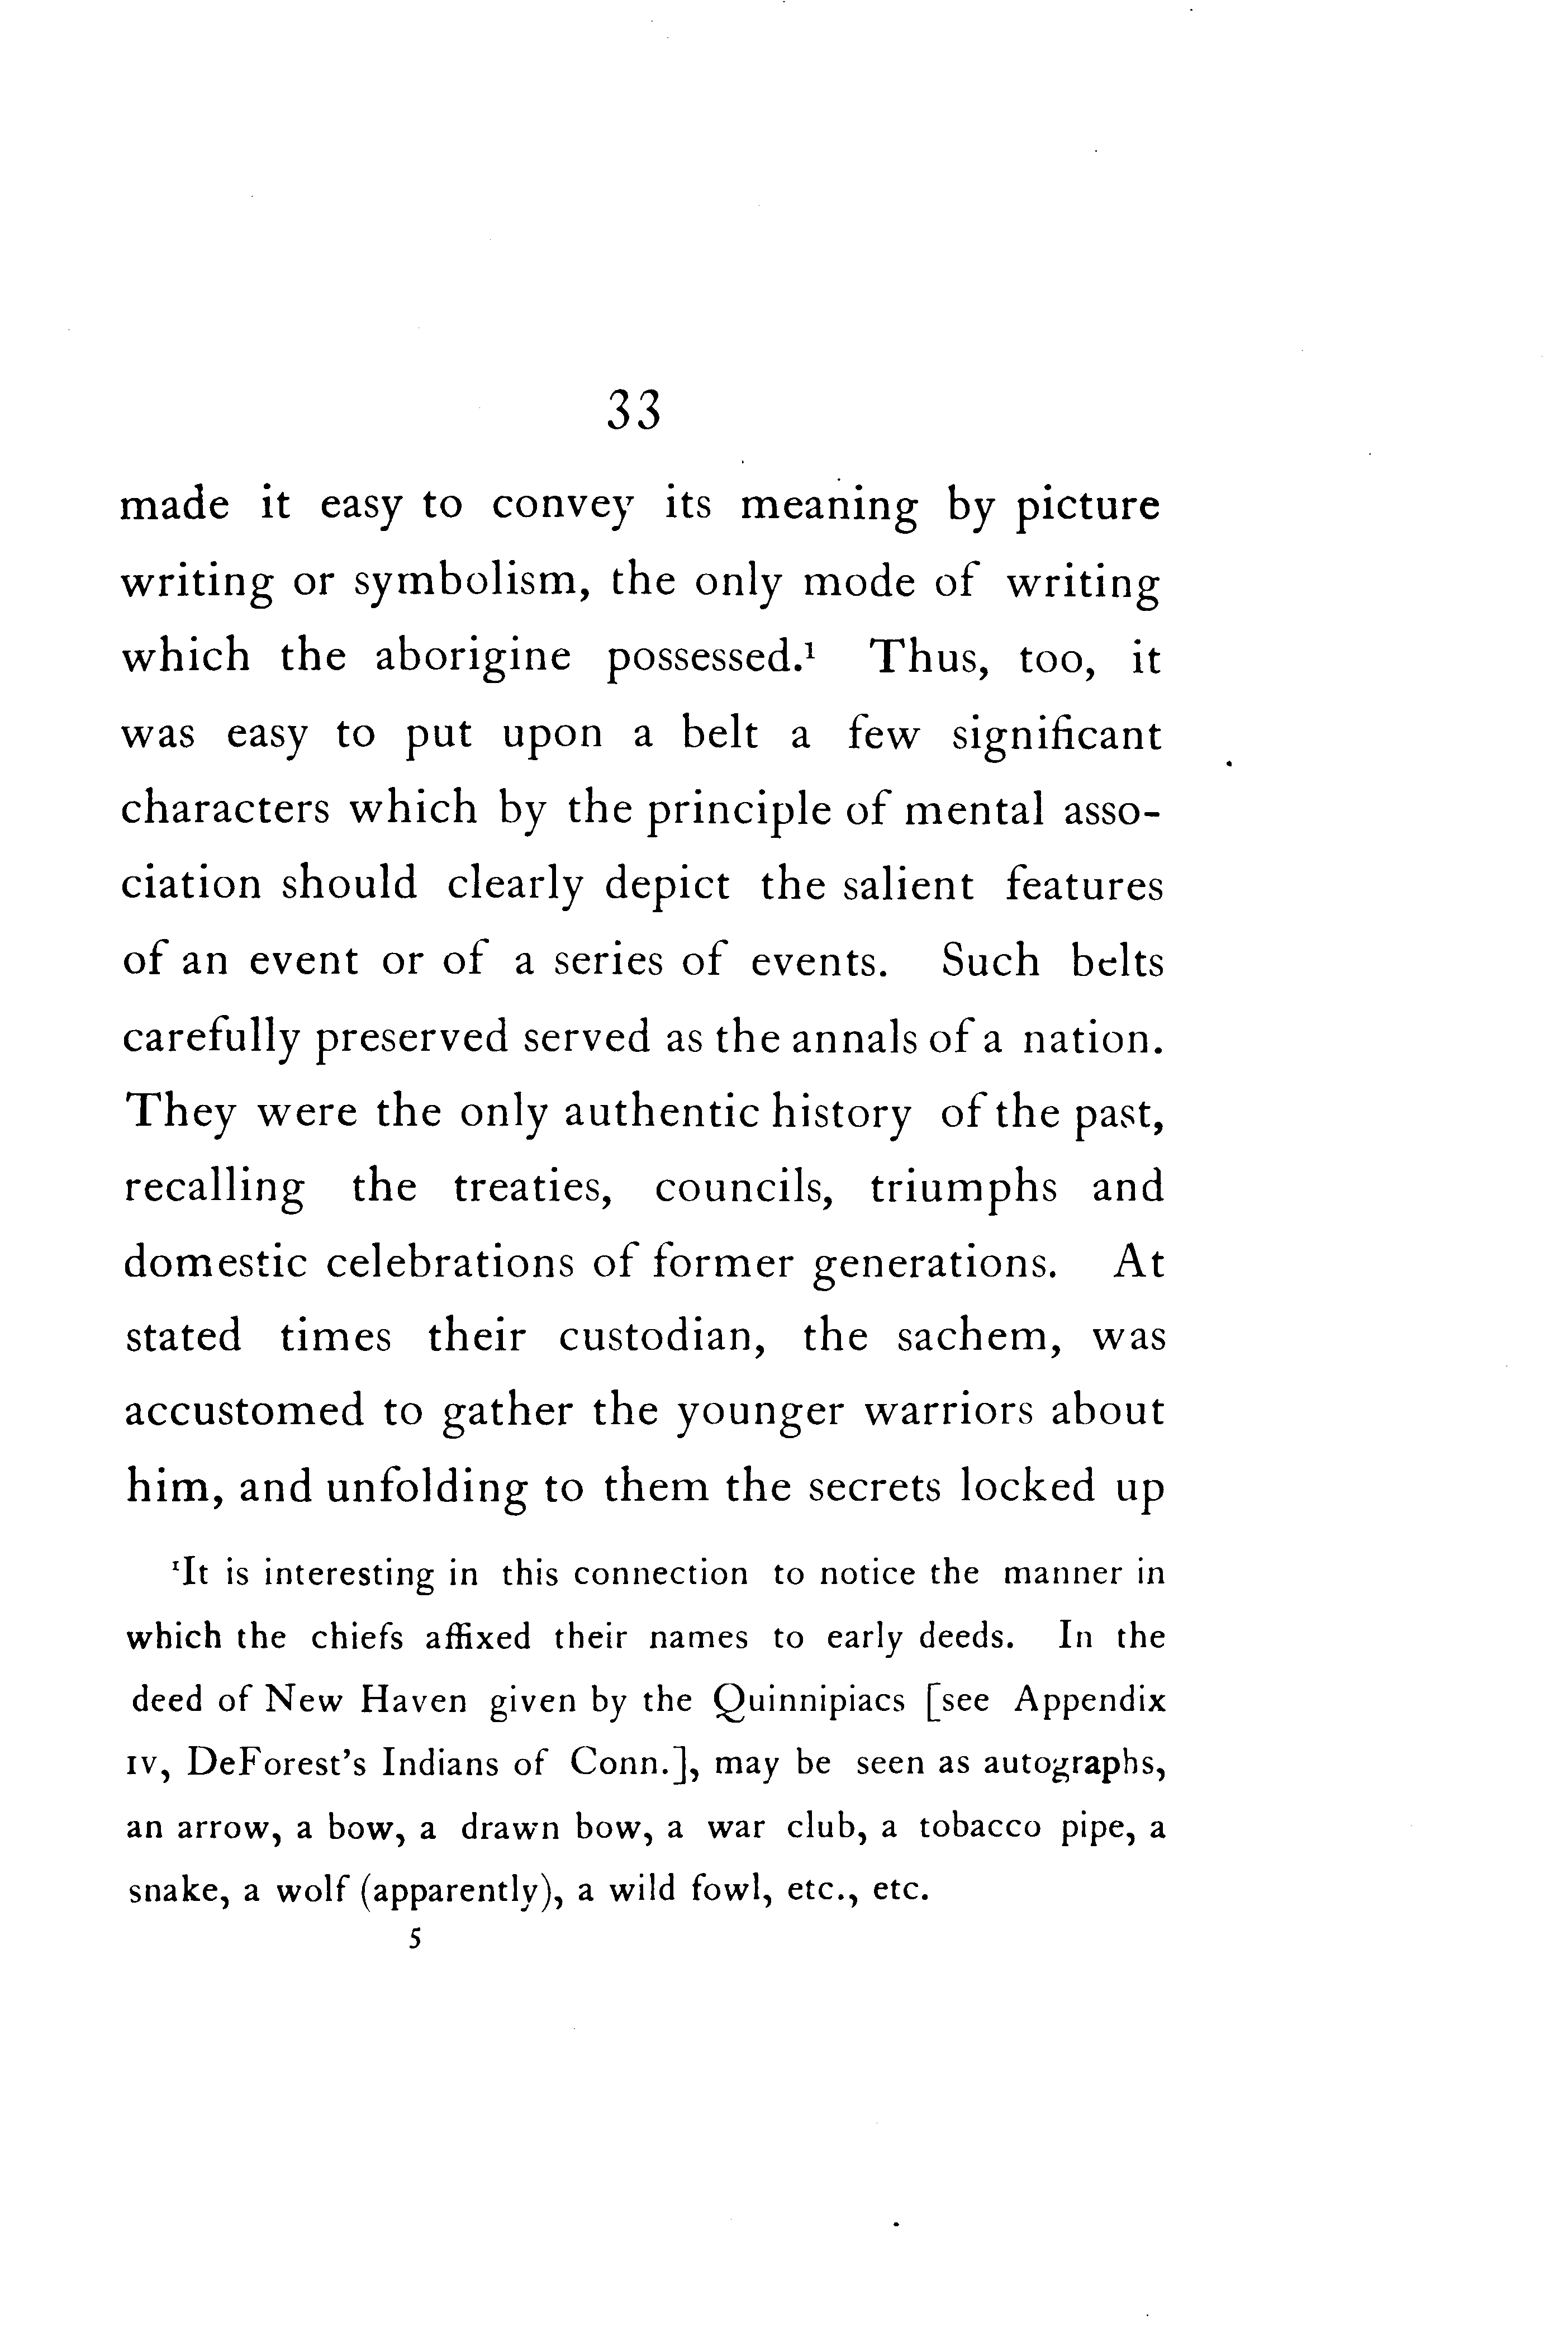 33
made it easy to convey its meaning by picture
writing or symbolism, the only mode of writing
which the aborigine possessed.¹ Thus, too, it
was easy to put upon a belt a few significant
characters which by the principle of mental asso-
ciation should clearly depict the salient features
of an event or of a series of events. Such belts
carefully preserved served as the annals of a nation.
They were the only authentic history of the past,
recalling the treaties, councils, triumphs and
domestic celebrations of former generations. At
stated times their custodian, the sachem, was
accustomed to gather the younger warriors about
him, and unfolding to them the secrets locked up
¹It is interesting in this connection to notice the manner in
which the chiefs affixed their names to early deeds. In the
deed of New Haven given by the Quinnipiacs [see Appendix
IV, DeForest's Indians of Conn.], may be seen as autographs,
an arrow, a bow, a drawn bow, a war club, a tobacco pipe, a
snake, a wolf (apparently), a wild fowl, etc., etc.
5